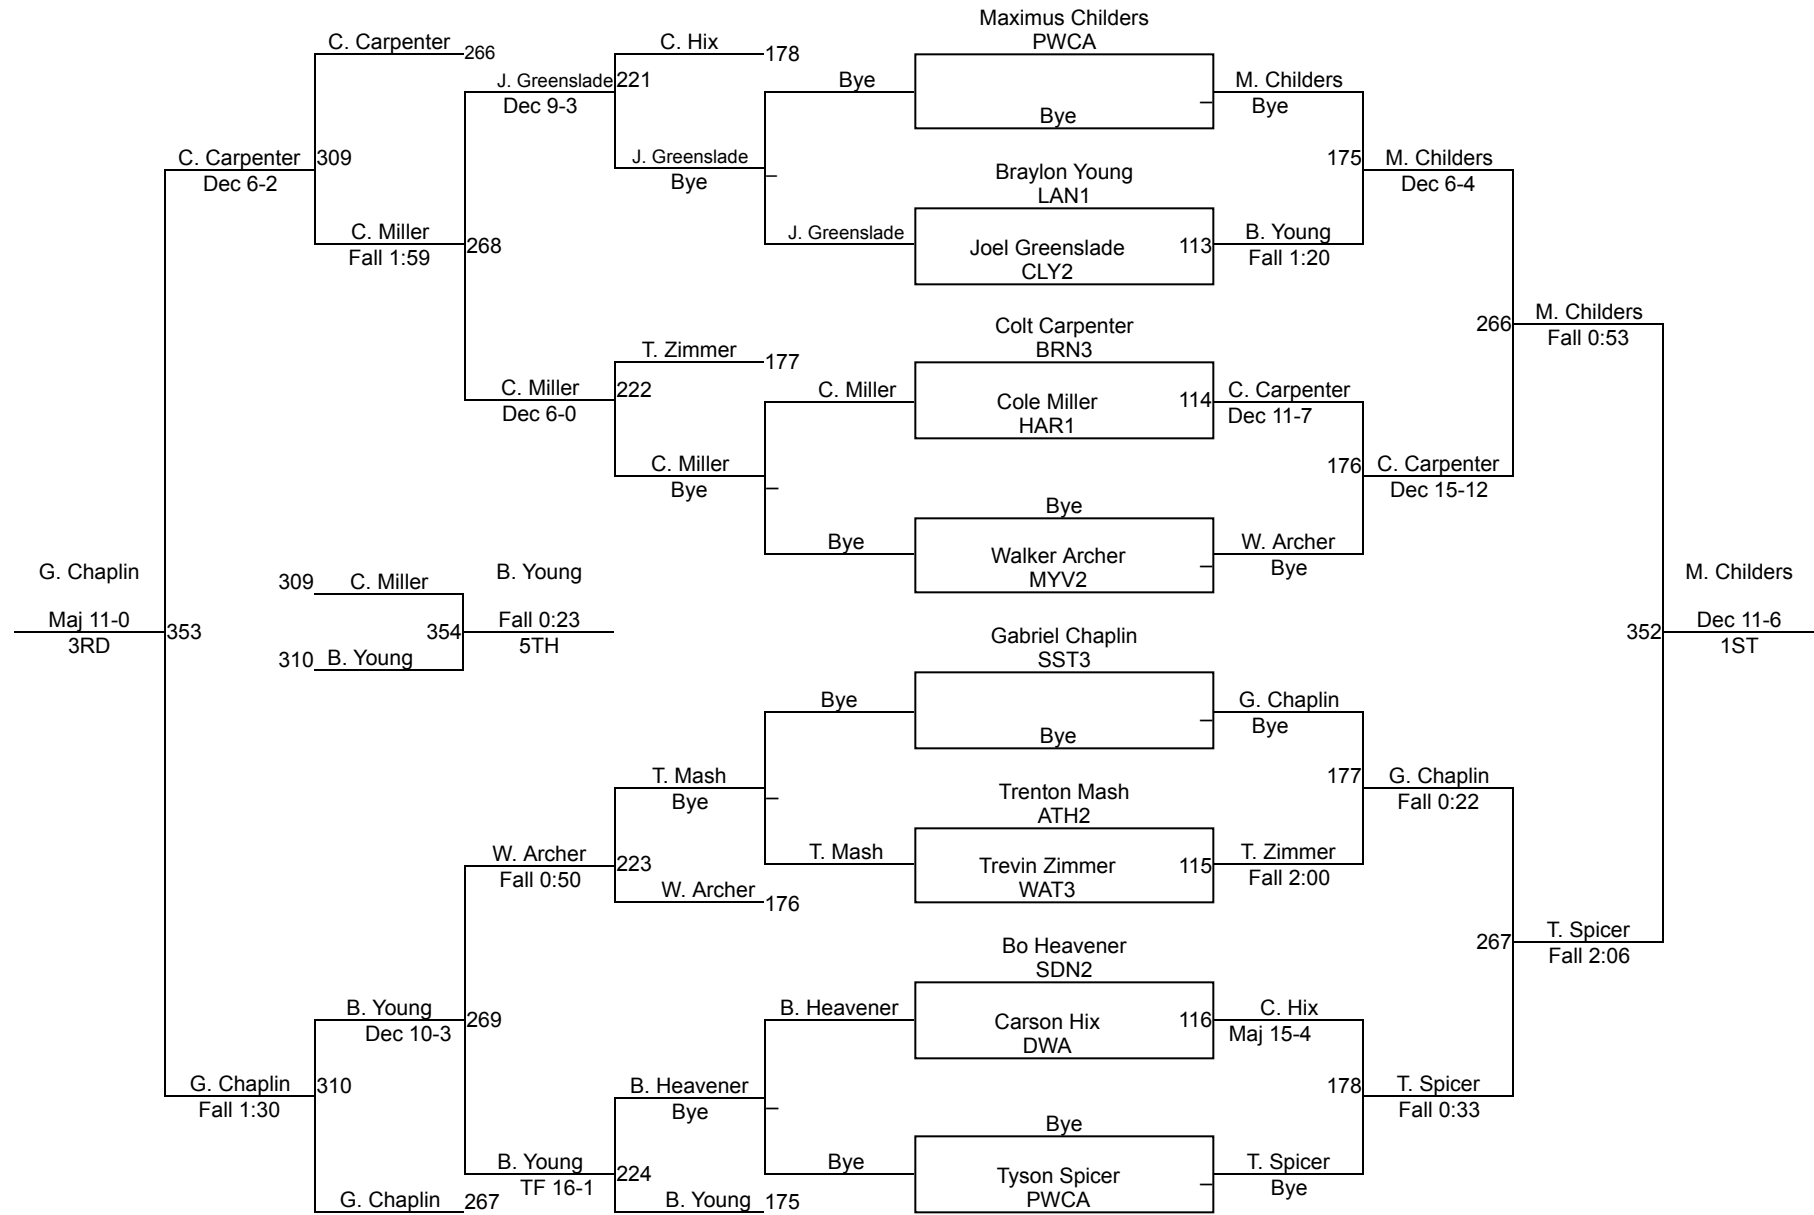 Maximus Childers
C. Carpenter
266
C. Hix
178
PWCA
J. Greenslade
221
Bye
M. Childers
Dec 9-3
Bye
Bye
C. Carpenter
309
J. Greenslade
175
M. Childers
Dec 6-2
Bye
Braylon Young
Dec 6-4
LAN1
C. Miller
268
J. Greenslade
Joel Greenslade
113
B. Young
Fall 1:59
CLY2
Fall 1:20
Colt Carpenter
266
M. Childers
T. Zimmer
177
BRN3
Fall 0:53
C. Miller
222
C. Miller
Cole Miller
114
C. Carpenter
Dec 6-0
HAR1
Dec 11-7
C. Miller
176
C. Carpenter
Bye
Bye
Dec 15-12
Bye
Walker Archer
W. Archer
G. Chaplin
309
C. Miller
B. Young
MYV2
Bye
M. Childers
Maj 11-0
353
354
Fall 0:23
Gabriel Chaplin
352
Dec 11-6
3RD
310
B. Young
5TH
SST3
1ST
Bye
G. Chaplin
Bye
Bye
T. Mash
177
G. Chaplin
Bye
Trenton Mash
Fall 0:22
ATH2
W. Archer
223
T. Mash
Trevin Zimmer
115
T. Zimmer
Fall 0:50
W. Archer
176
WAT3
Fall 2:00
Bo Heavener
267
T. Spicer
SDN2
Fall 2:06
B. Young
269
B. Heavener
Carson Hix
116
C. Hix
Dec 10-3
DWA
Maj 15-4
G. Chaplin
310
B. Heavener
178
T. Spicer
Fall 1:30
Bye
Bye
Fall 0:33
B. Young
224
Bye
Tyson Spicer
T. Spicer
TF 16-1
PWCA
Bye
G. Chaplin
267
B. Young
175